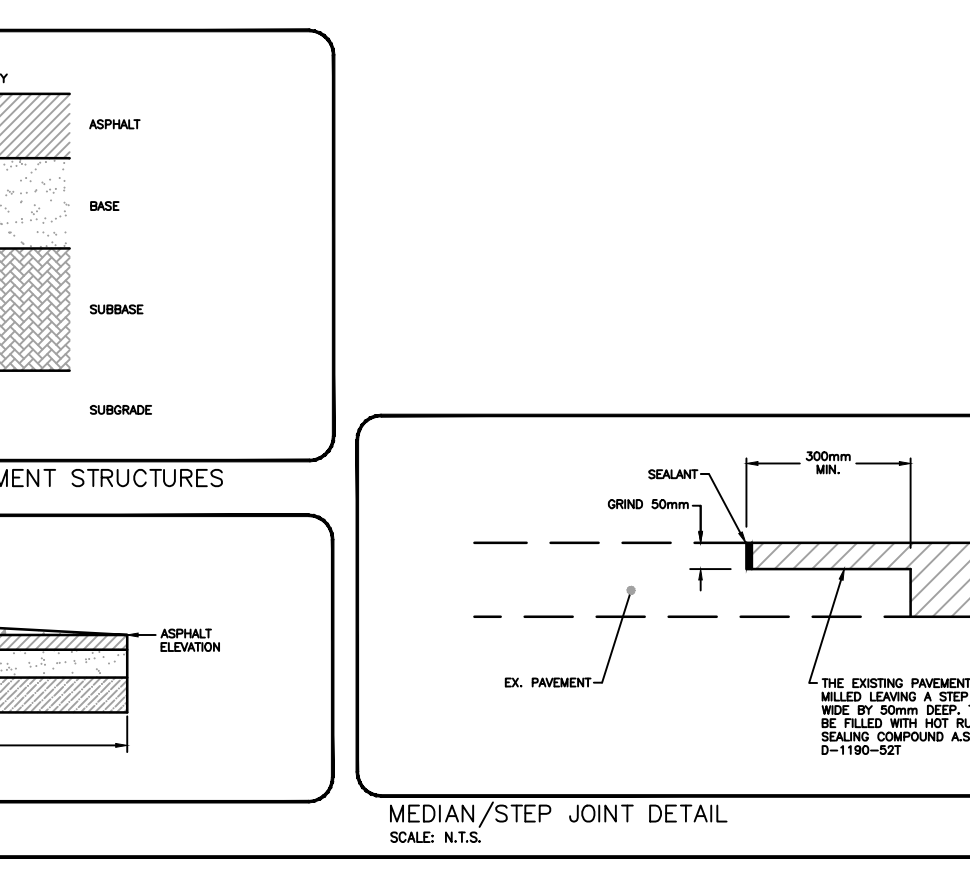 Y
ASPHALT
BASE
SUBBASE
SUBGRADE
MENT STRUCTURES
ASPHALT
ELEVATION
300mm
MIN.
SEALANT
GRIND 50mm
EX. PAVEMENT
THE EXISTING PAVEMENT
MILLED LEAVING A STEP
WIDE BY 50mm DEEP.
BE FILLED WITH HOT RU
SEALING COMPOUND A.S
D-1190-52T
MEDIAN/STEP JOINT DETAIL
SCALE: N.T.S.